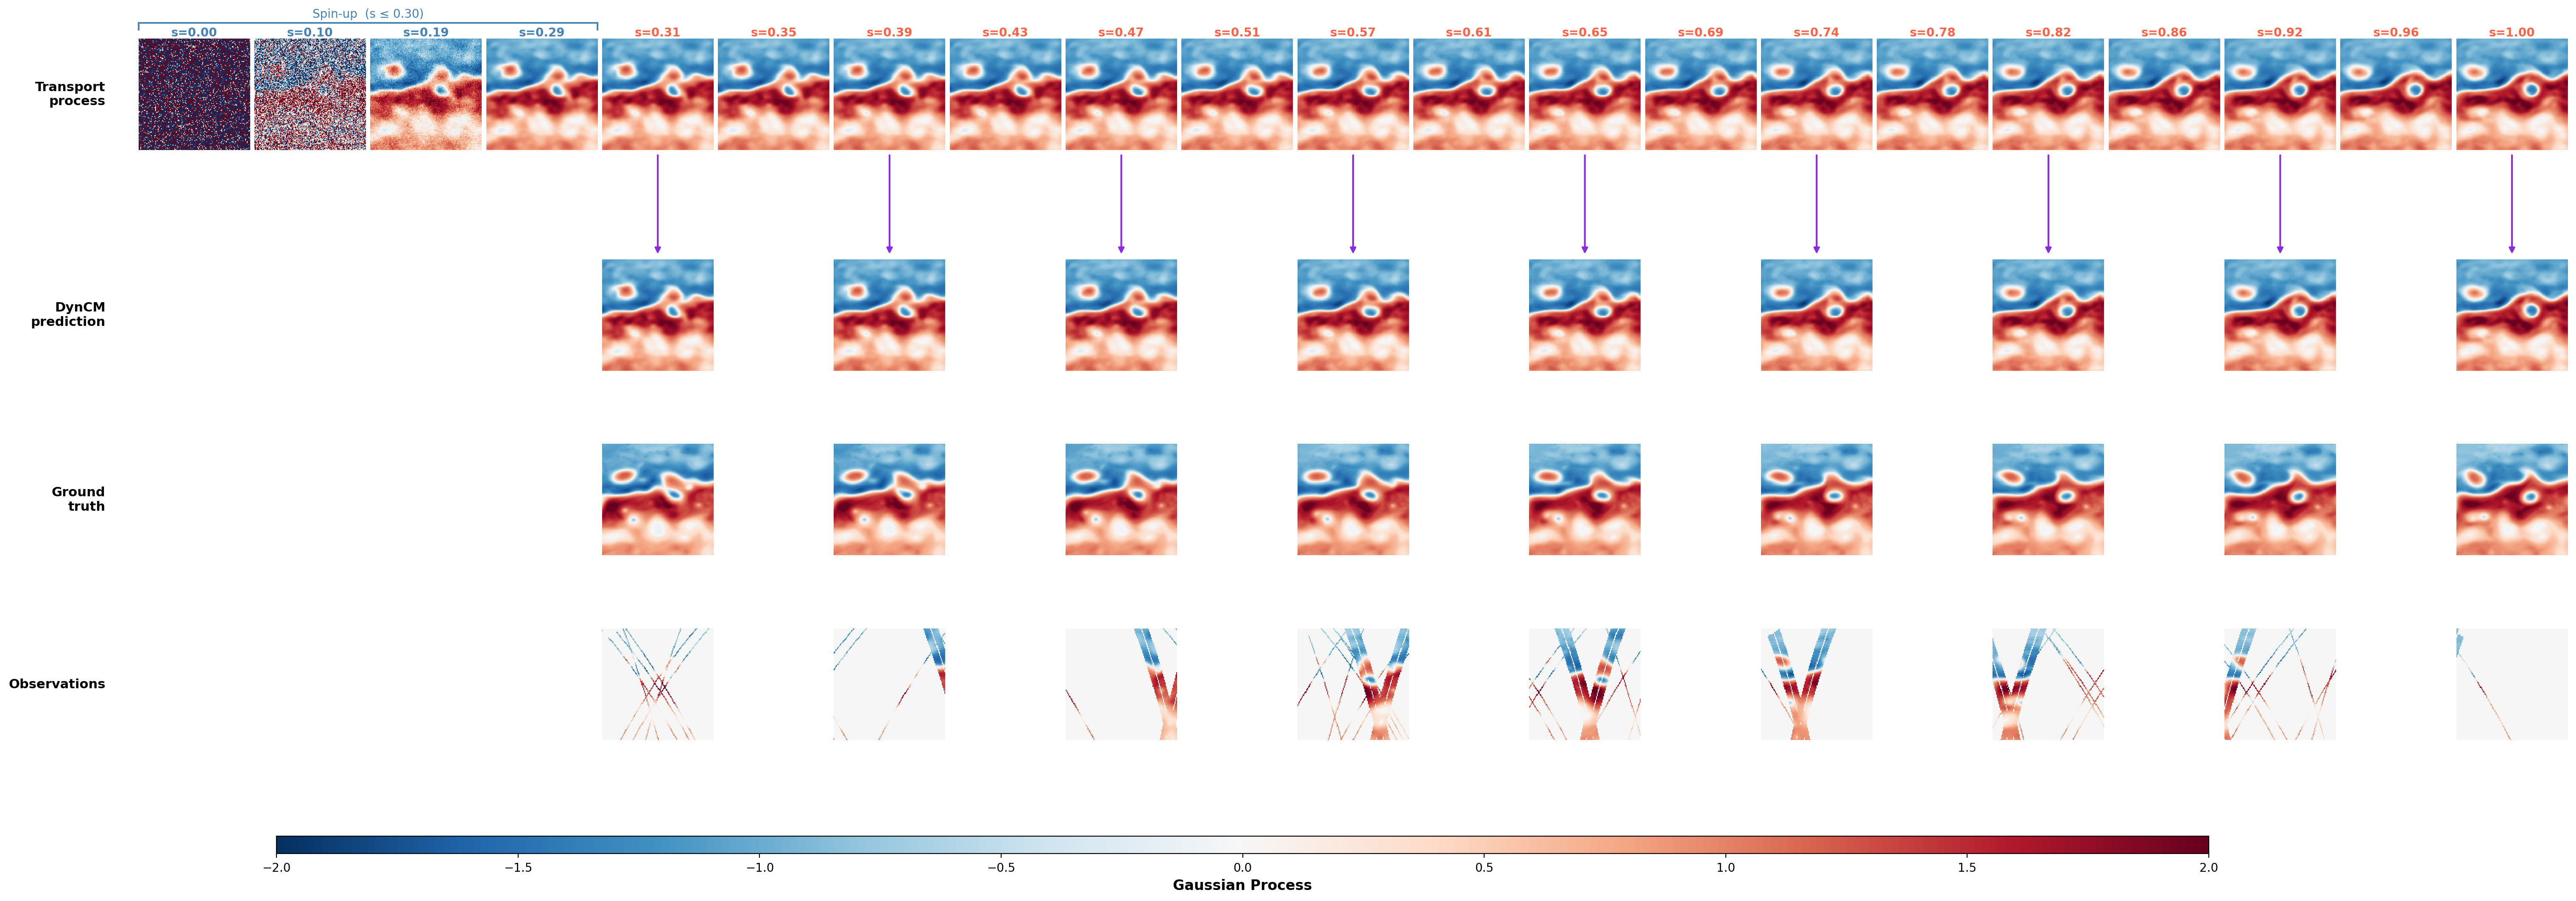 Spin-up  (s ≤ 0.30)
s=0.00 s=0.10 s=0.19 s=0.29 s=0.31 s=0.35 s=0.39 s=0.43 s=0.47 s=0.51 s=0.57 s=0.61 s=0.65 s=0.69 s=0.74 s=0.78 s=0.82 s=0.86 s=0.92 s=0.96 s=1.00
Transport
process
DynCM
prediction
Ground
truth
Observations
−2.0 −1.5 −1.0 −0.5 0.0 0.5 1.0 1.5 2.0
Gaussian Process